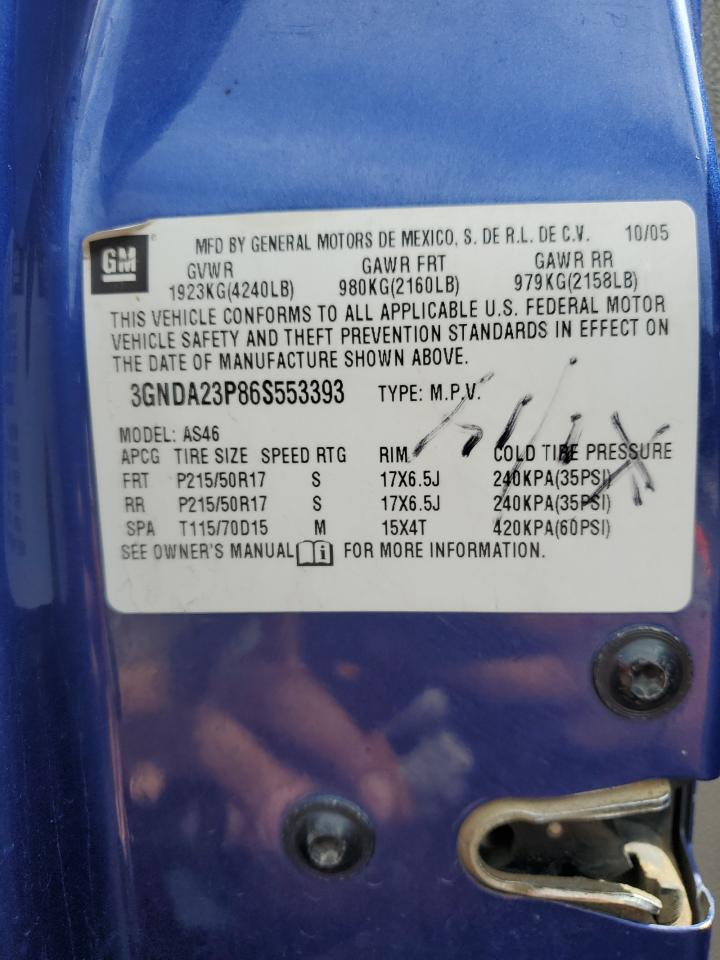 GM MFD BY GENERAL MOTORS DE MEXICO, S. DE R.L. DE C.V. 10/05
GVWR GAWR FRT GAWR RR
1923KG(4240LB) 980KG(2160LB) 979KG(2158LB)
THIS VEHICLE CONFORMS TO ALL APPLICABLE U.S. FEDERAL MOTOR
VEHICLE SAFETY AND THEFT PREVENTION STANDARDS IN EFFECT ON
THE DATE OF MANUFACTURE SHOWN ABOVE.
3GNDA23P86S553393 TYPE: M.P.V.
MODEL: AS46
APCG TIRE SIZE SPEED RTG RIM COLD TIRE PRESSURE
FRT P215/50R17 S 17X6.5J 240KPA(35PSI)
RR P215/50R17 S 17X6.5J 240KPA(35PSI)
SPA T115/70D15 M 15X4T 420KPA(60PSI)
SEE OWNER'S MANUAL FOR MORE INFORMATION.